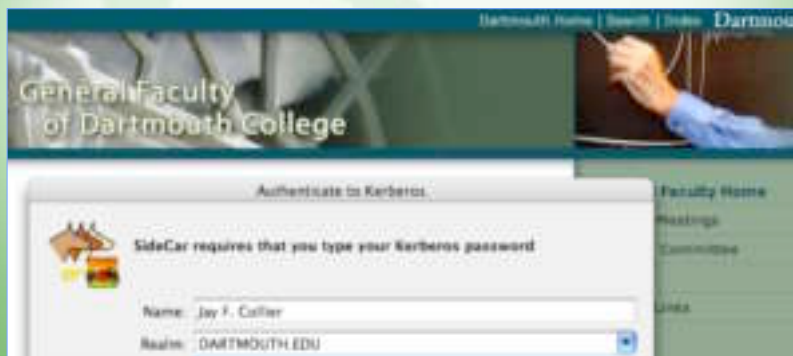 Dartmouth Home | Search | Index Dartmou
General Faculty
of Dartmouth College
Authenticate to Kerberos
Faculty Home
SideCar requires that you type your Kerberos password
Meetings
Committee
Name: Jay F. Collier
Links
Realm: DARTMOUTH.EDU